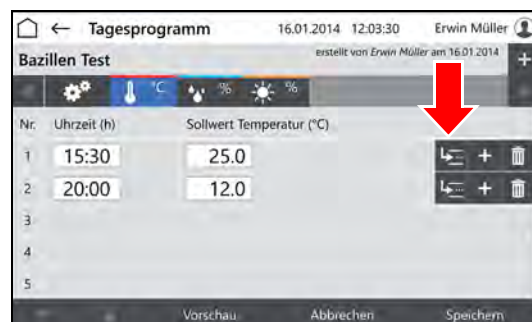 ← Tagesprogramm 16.01.2014 12:03:30 Erwin Müller
Bazillen Test erstellt von Erwin Müller am 16.01.2014 +
°C % %
Nr. Uhrzeit (h) Sollwert Temperatur (°C)
1 15:30 25.0 +
2 20:00 12.0 +
3
4
5
Vorschau Abbrechen Speichern